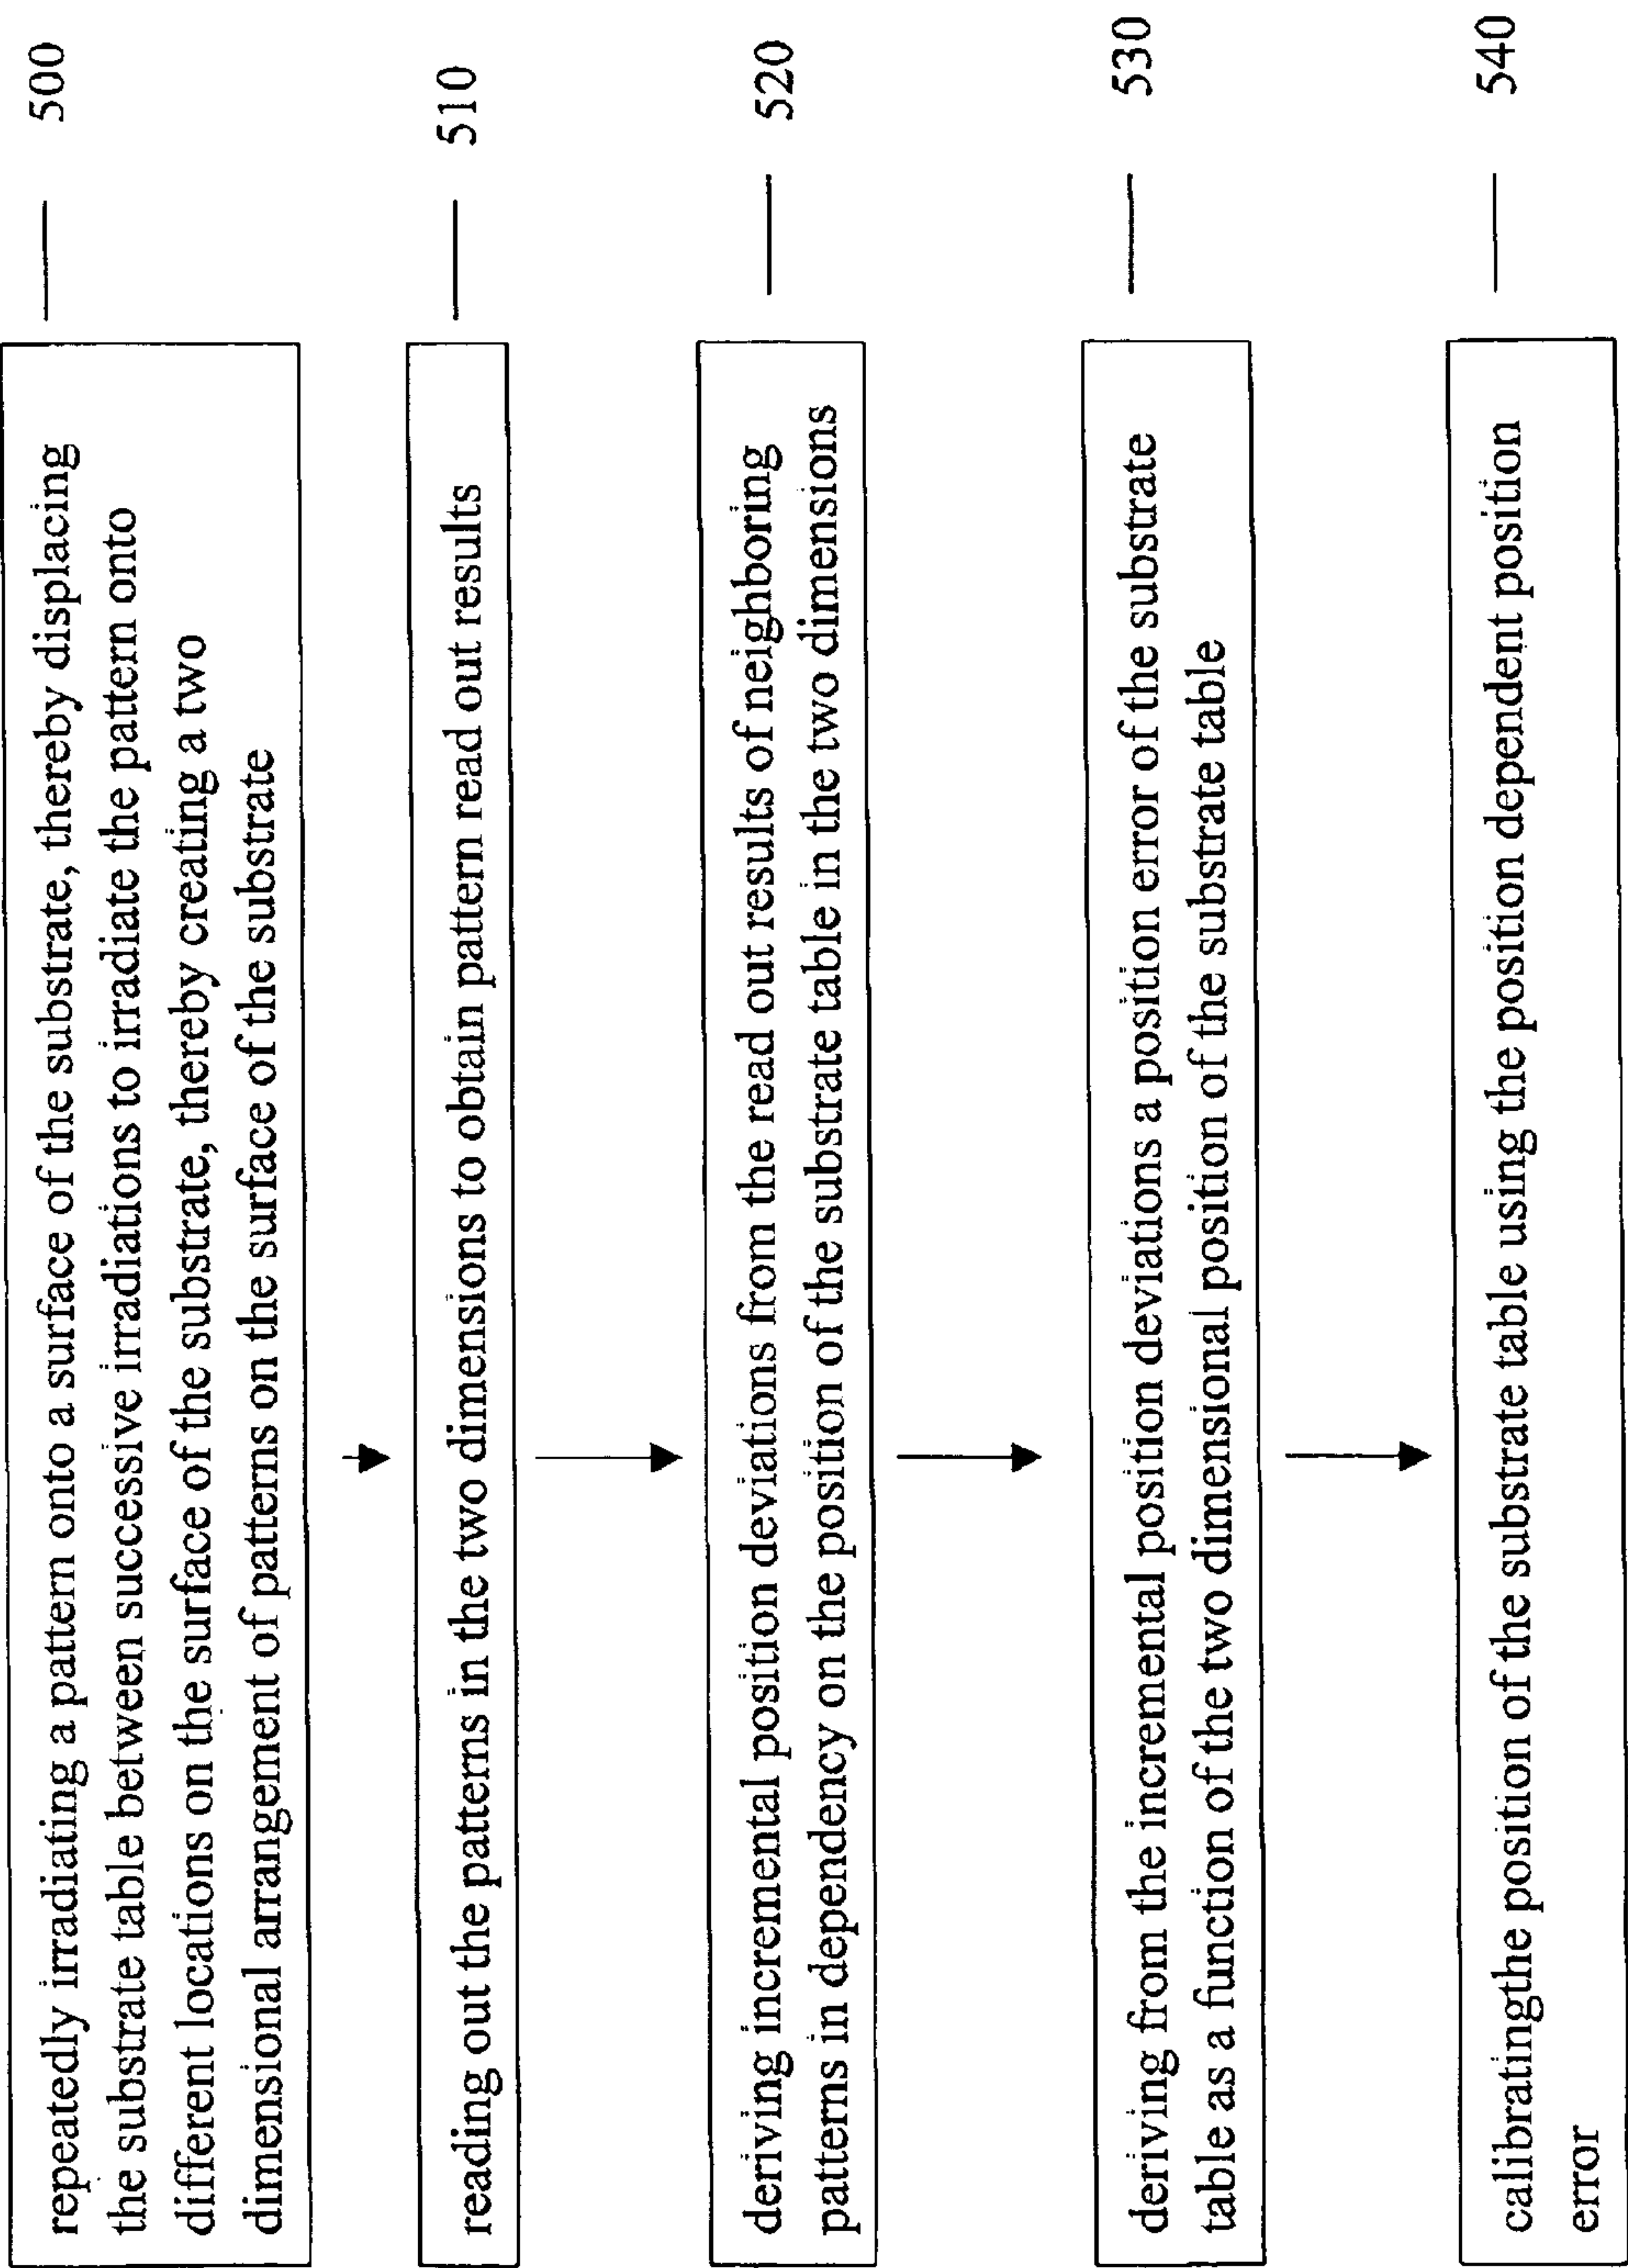 repeatedly irradiating a pattern onto a surface of the substrate, thereby displacing
the substrate table between successive irradiations to irradiate the pattern onto
different locations on the surface of the substrate, thereby creating a two
dimensional arrangement of patterns on the surface of the substrate
500
reading out the patterns in the two dimensions to obtain pattern read out results
510
deriving incremental position deviations from the read out results of neighboring
patterns in dependency on the position of the substrate table in the two dimensions
520
deriving from the incremental position deviations a position error of the substrate
table as a function of the two dimensional position of the substrate table
530
calibratingthe position of the substrate table using the position dependent position
error
540